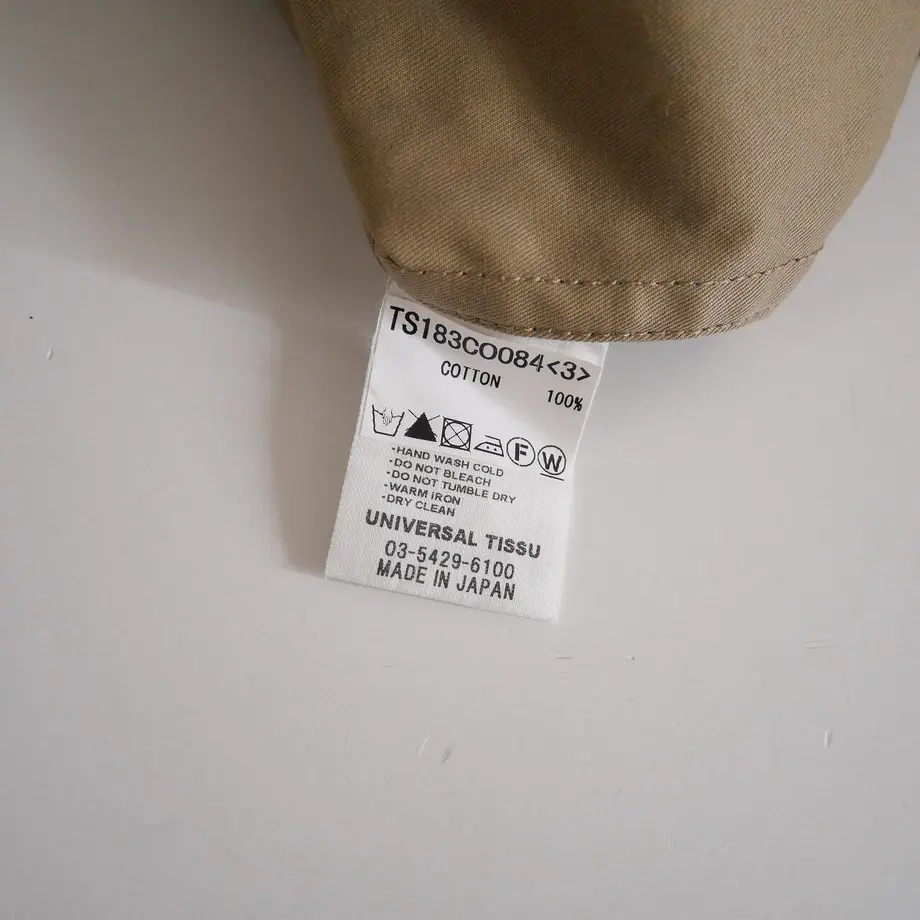 TS183CO084<3>
COTTON
100%
F W
-HAND WASH COLD
-DO NOT BLEACH
-DO NOT TUMBLE DRY
-WARM IRON
-DRY CLEAN
UNIVERSAL TISSU
03-5429-6100
MADE IN JAPAN